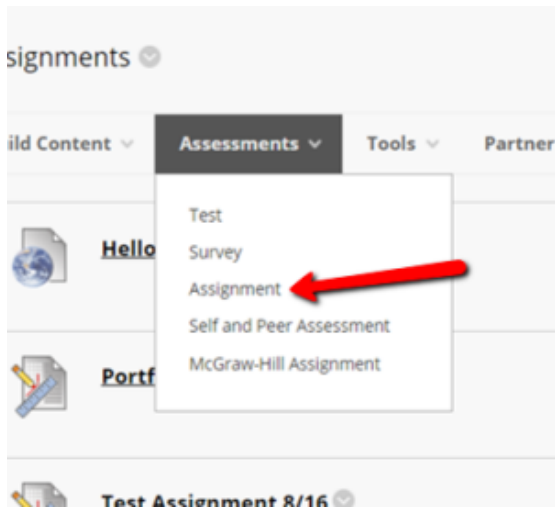 signments
ild Content Assessments Tools Partner
Test
Hello
Survey
Assignment
Self and Peer Assessment
Portf
McGraw-Hill Assignment
Test Assignment 8/16